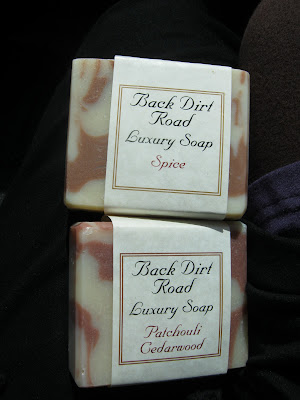 Back Dirt
Road
Luxury Soap
Spice
Back Dirt
Road
Luxury Soap
Patchouli
Cedarwood